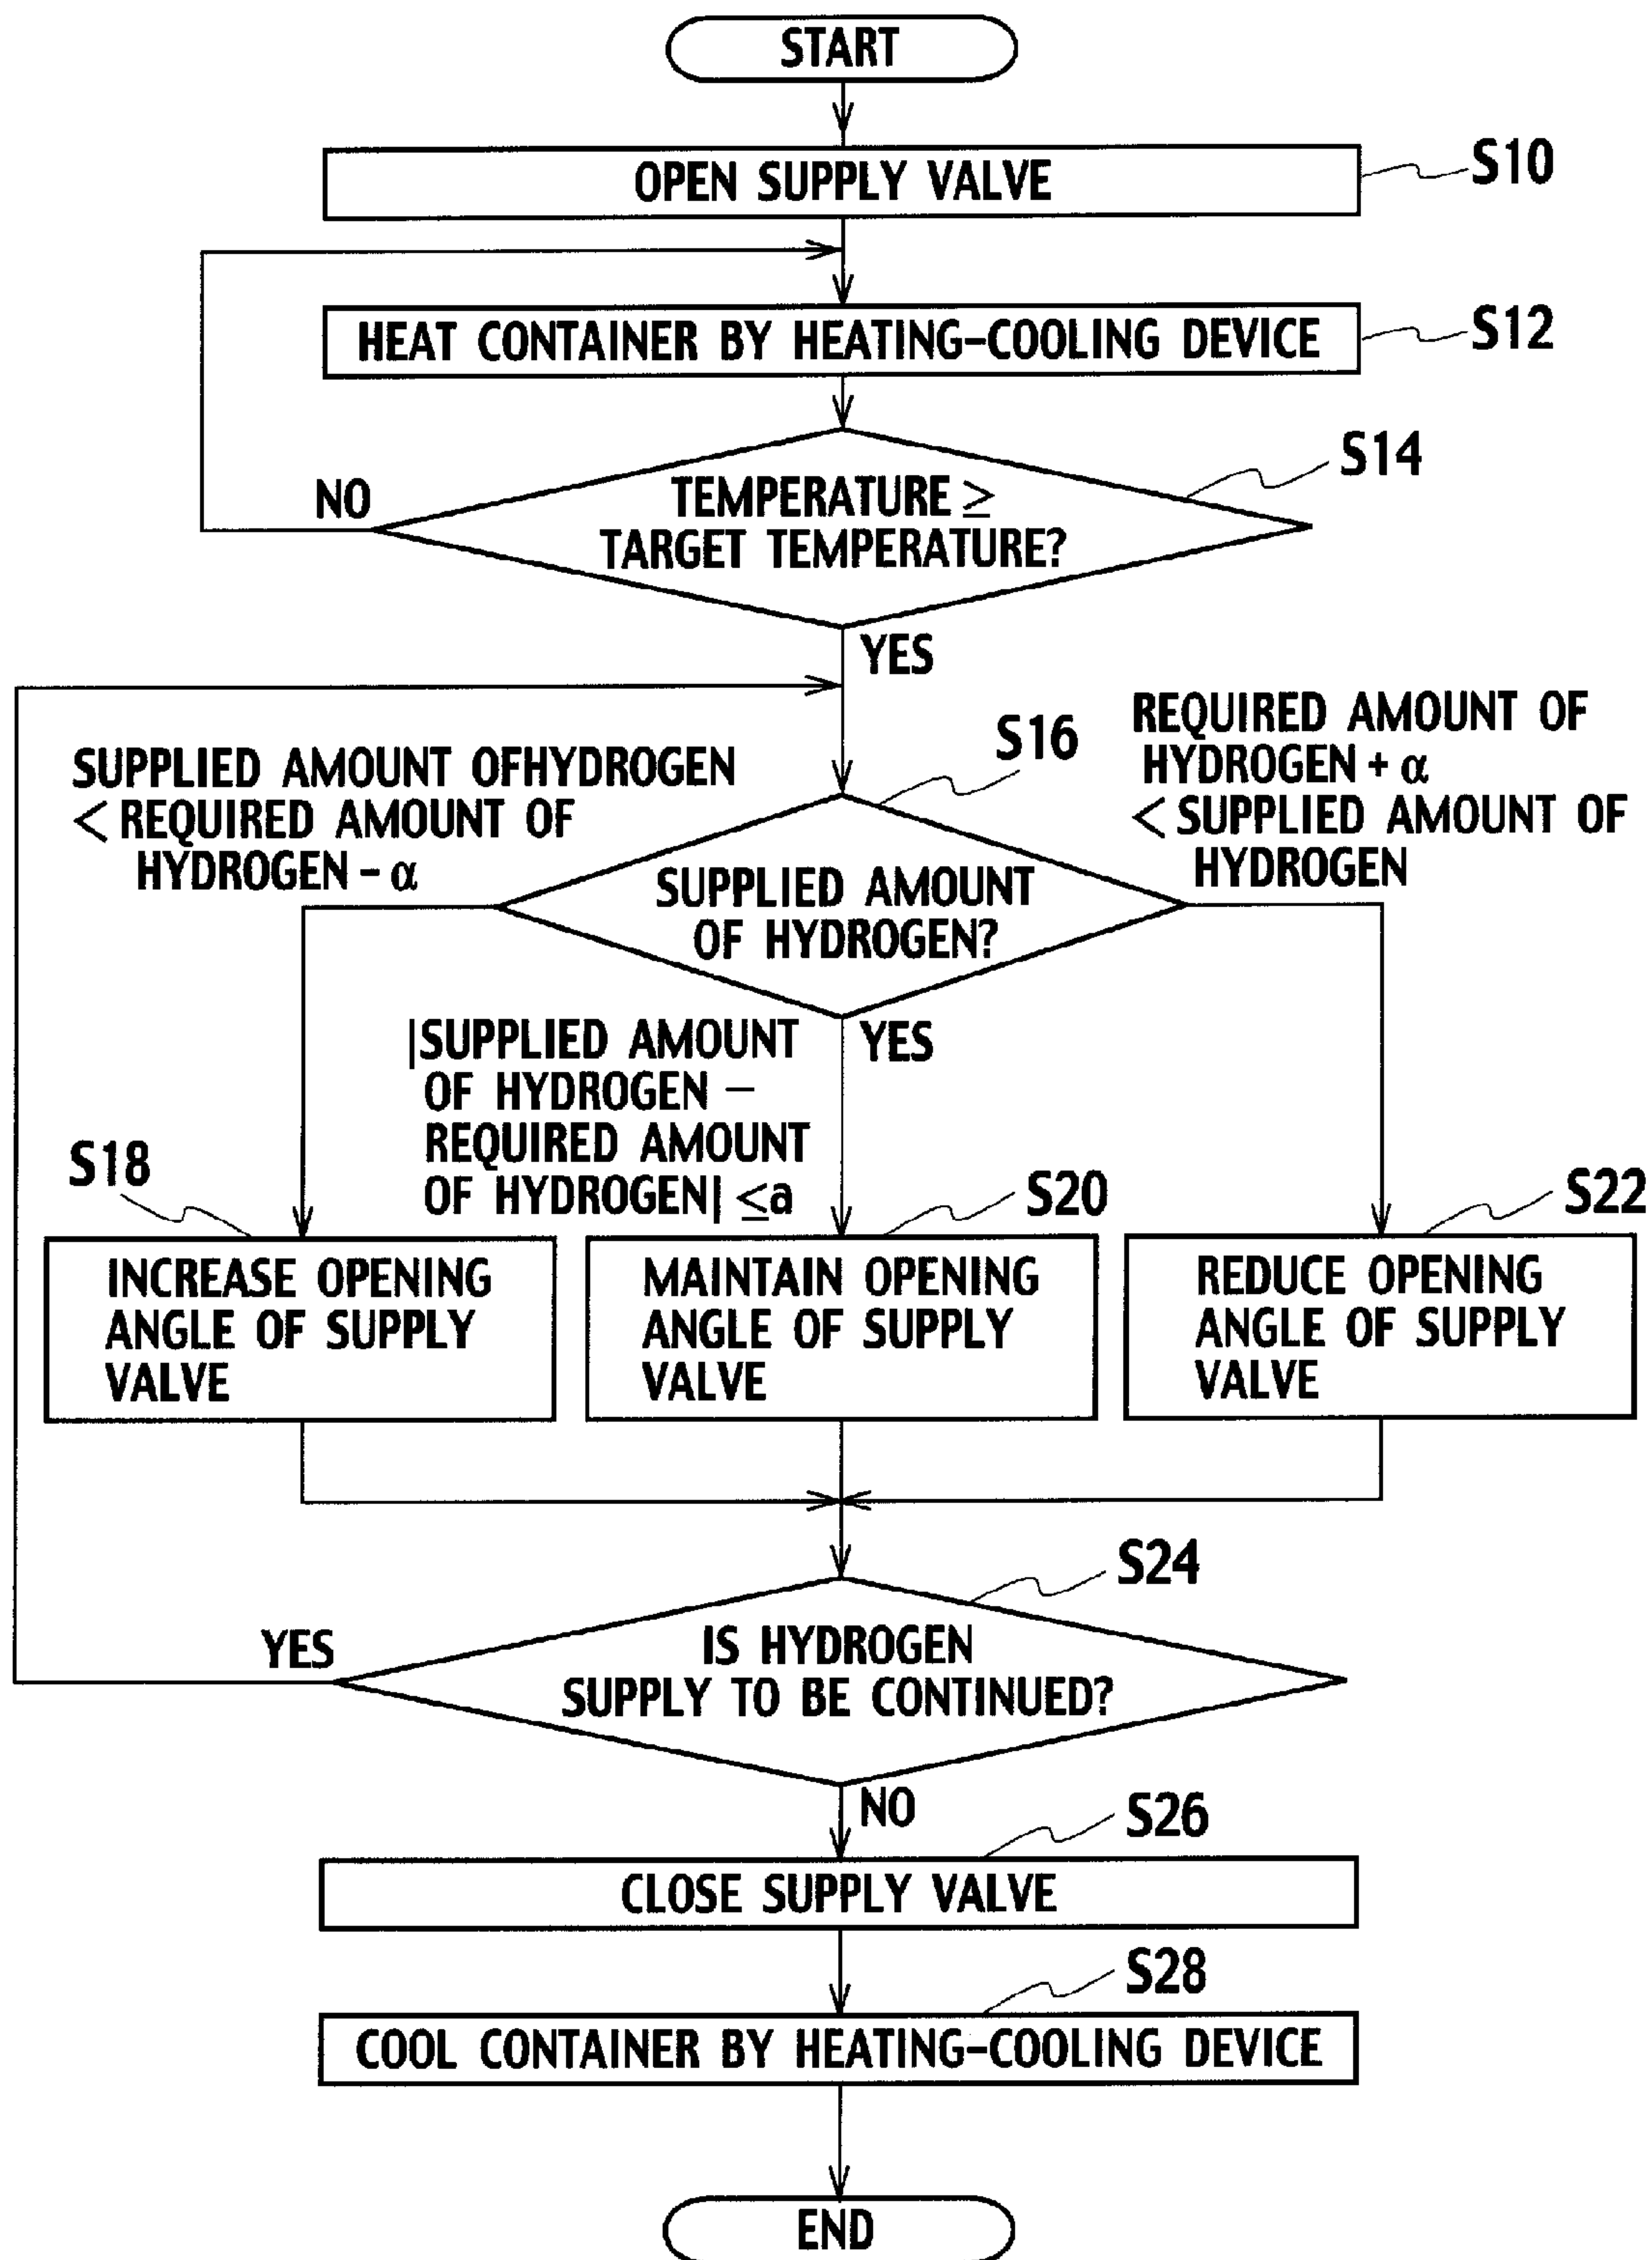 START
OPEN SUPPLY VALVE
S10
HEAT CONTAINER BY HEATING-COOLING DEVICE
S12
S14
NO
TEMPERATURE ≥
TARGET TEMPERATURE?
YES
SUPPLIED AMOUNT OFHYDROGEN
< REQUIRED AMOUNT OF
HYDROGEN - α
S16
REQUIRED AMOUNT OF
HYDROGEN + α
< SUPPLIED AMOUNT OF
HYDROGEN
SUPPLIED AMOUNT
OF HYDROGEN?
|SUPPLIED AMOUNT
OF HYDROGEN −
REQUIRED AMOUNT
OF HYDROGEN| ≤a
YES
S18
INCREASE OPENING
ANGLE OF SUPPLY
VALVE
S20
MAINTAIN OPENING
ANGLE OF SUPPLY
VALVE
S22
REDUCE OPENING
ANGLE OF SUPPLY
VALVE
S24
YES
IS HYDROGEN
SUPPLY TO BE CONTINUED?
NO
S26
CLOSE SUPPLY VALVE
S28
COOL CONTAINER BY HEATING-COOLING DEVICE
END